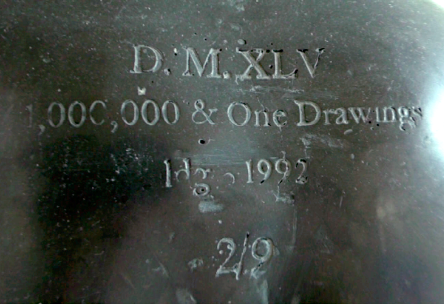 D. M. XLV
1,000,000 & One Drawings
1992
2/9